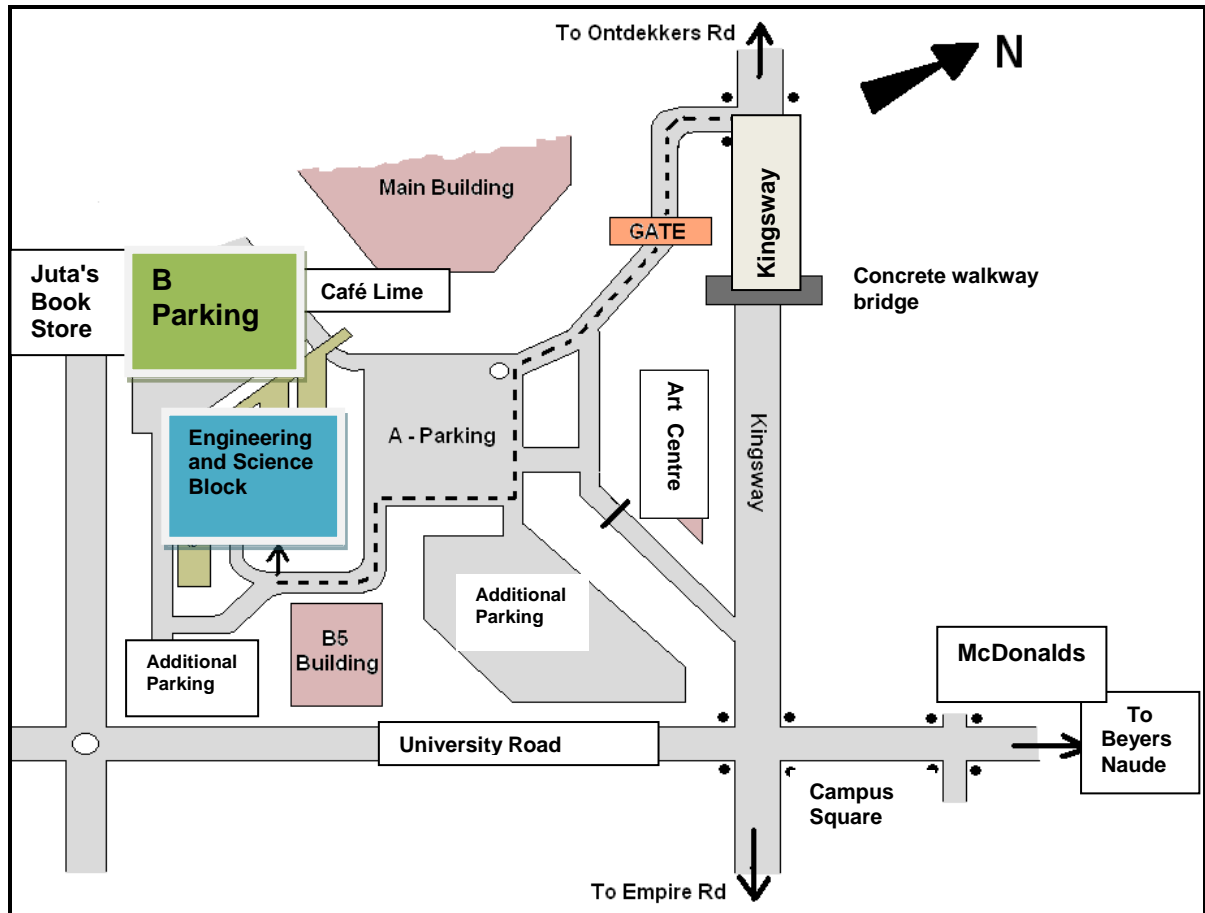 To Ontdekkers Rd
N
Main Building
Kingsway
GATE
Juta's
Book
Store
B
Parking
Café Lime
Concrete walkway
bridge
Engineering
and Science
Block
A - Parking
Art Centre
Kingsway
Additional
Parking
B5
Building
Additional
Parking
McDonalds
University Road
To
Beyers
Naude
Campus
Square
To Empire Rd